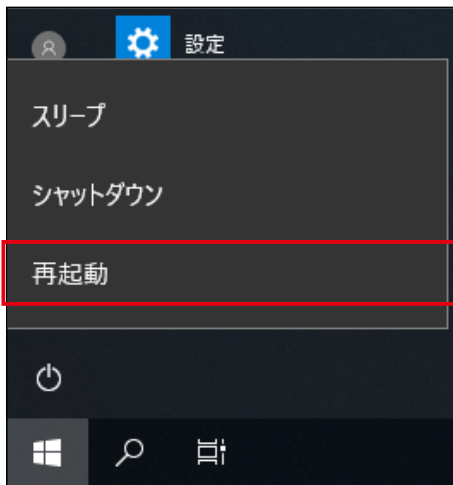 設定
スリープ
シャットダウン
再起動